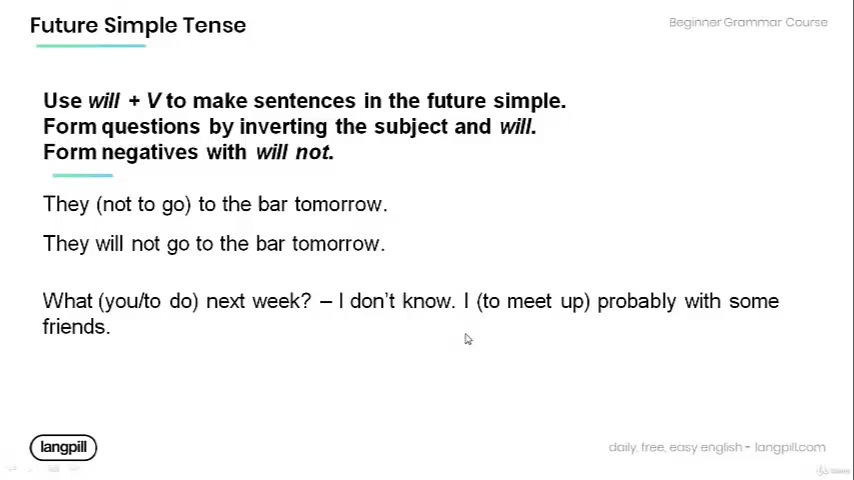 Future Simple Tense
Beginner Grammar Course
Use will + V to make sentences in the future simple.
Form questions by inverting the subject and will.
Form negatives with will not.
They (not to go) to the bar tomorrow.
They will not go to the bar tomorrow.
What (you/to do) next week? – I don't know. I (to meet up) probably with some
friends.
langpill
daily, free, easy english - langpill.com